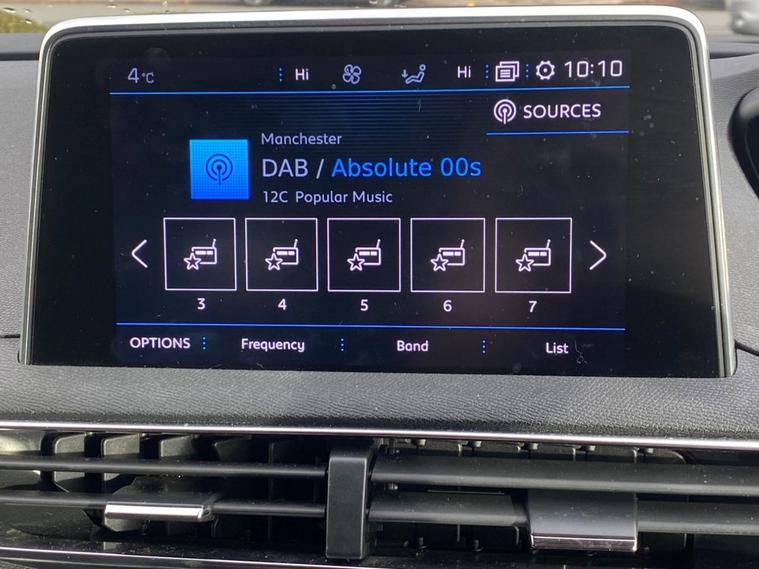 4°C Hi Hi 10:10
SOURCES
Manchester
DAB / Absolute 00s
12C Popular Music
3 4 5 6 7
OPTIONS Frequency Band List